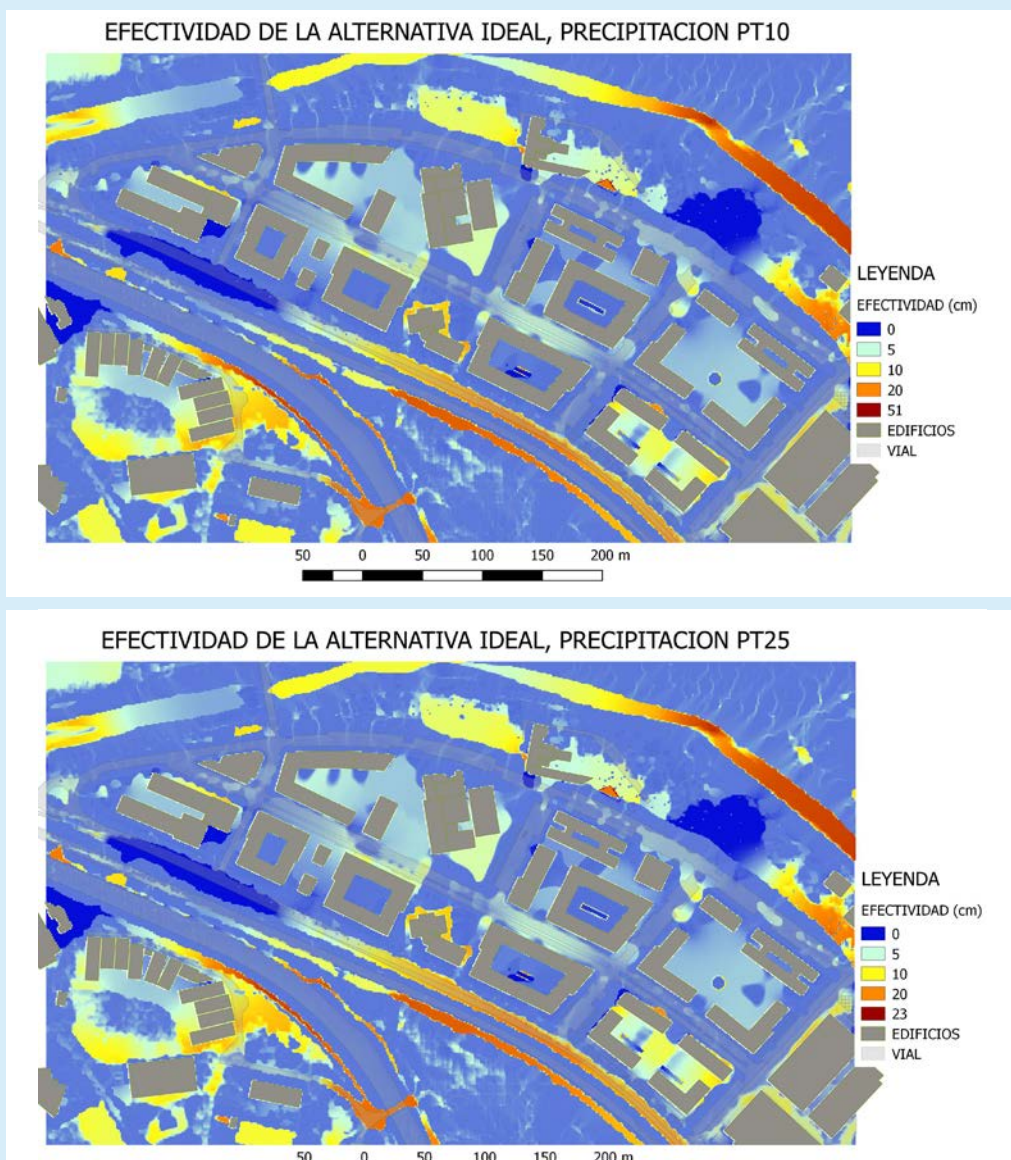 EFECTIVIDAD DE LA ALTERNATIVA IDEAL, PRECIPITACION PT10
LEYENDA
EFECTIVIDAD (cm)
0
5
10
20
51
EDIFICIOS
VIAL
50 0 50 100 150 200 m
EFECTIVIDAD DE LA ALTERNATIVA IDEAL, PRECIPITACION PT25
LEYENDA
EFECTIVIDAD (cm)
0
5
10
20
23
EDIFICIOS
VIAL
50 0 50 100 150 200 m